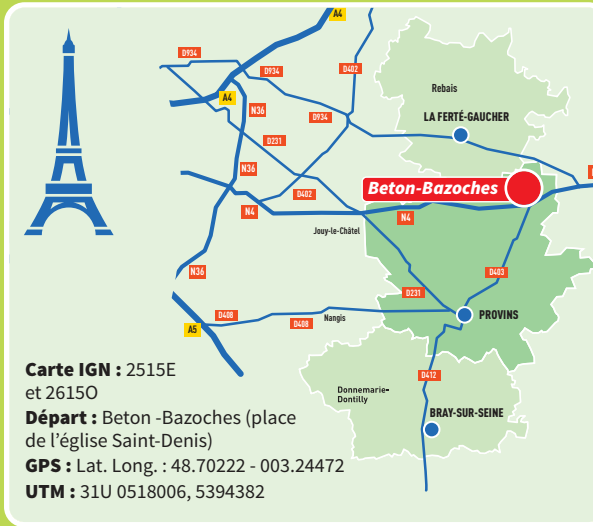 A4
D934
D934
D402
A4
N36
Rebais
LA FERTÉ-GAUCHER
D934
D231
N36
D402
Beton-Bazoches
N4
N4
Jouy-le-Châtel
N36
D403
D231
D408
Nangis
D408
PROVINS
A5
D412
Donnemarie-
Dontilly
BRAY-SUR-SEINE
Carte IGN : 2515E
et 2615O
Départ : Beton -Bazoches (place
de l'église Saint-Denis)
GPS : Lat. Long. : 48.70222 - 003.24472
UTM : 31U 0518006, 5394382